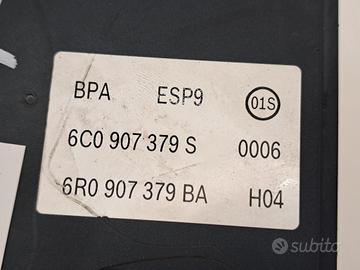 BPA ESP9 01S
6C0 907 379 S 0006
6R0 907 379 BA H04
subito